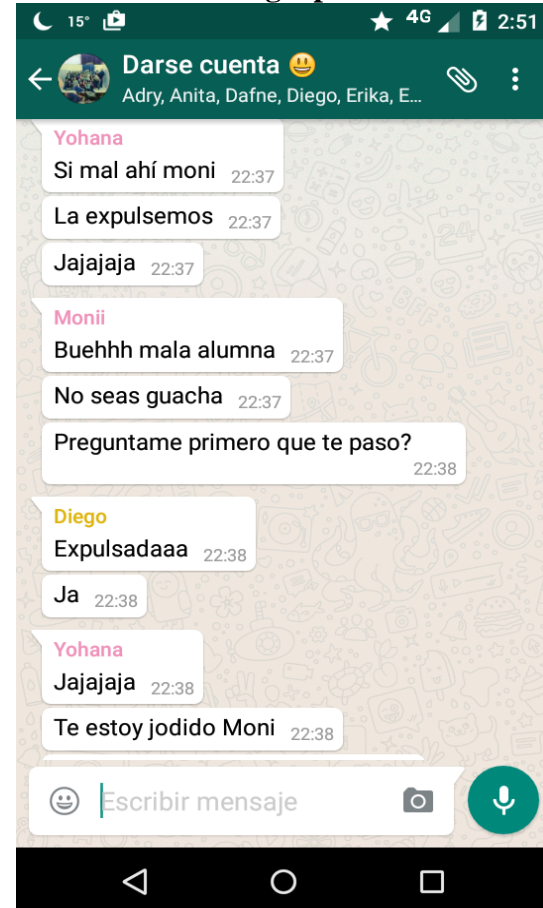 15° 4G 2:51
Darse cuenta 😃
Adry, Anita, Dafne, Diego, Erika, E...
Yohana
Si mal ahí moni 22:37
La expulsemos 22:37
Jajajaja 22:37
Monii
Buehhh mala alumna 22:37
No seas guacha 22:37
Preguntame primero que te paso?
22:38
Diego
Expulsadaaa 22:38
Ja 22:38
Yohana
Jajajaja 22:38
Te estoy jodido Moni 22:38
Escribir mensaje